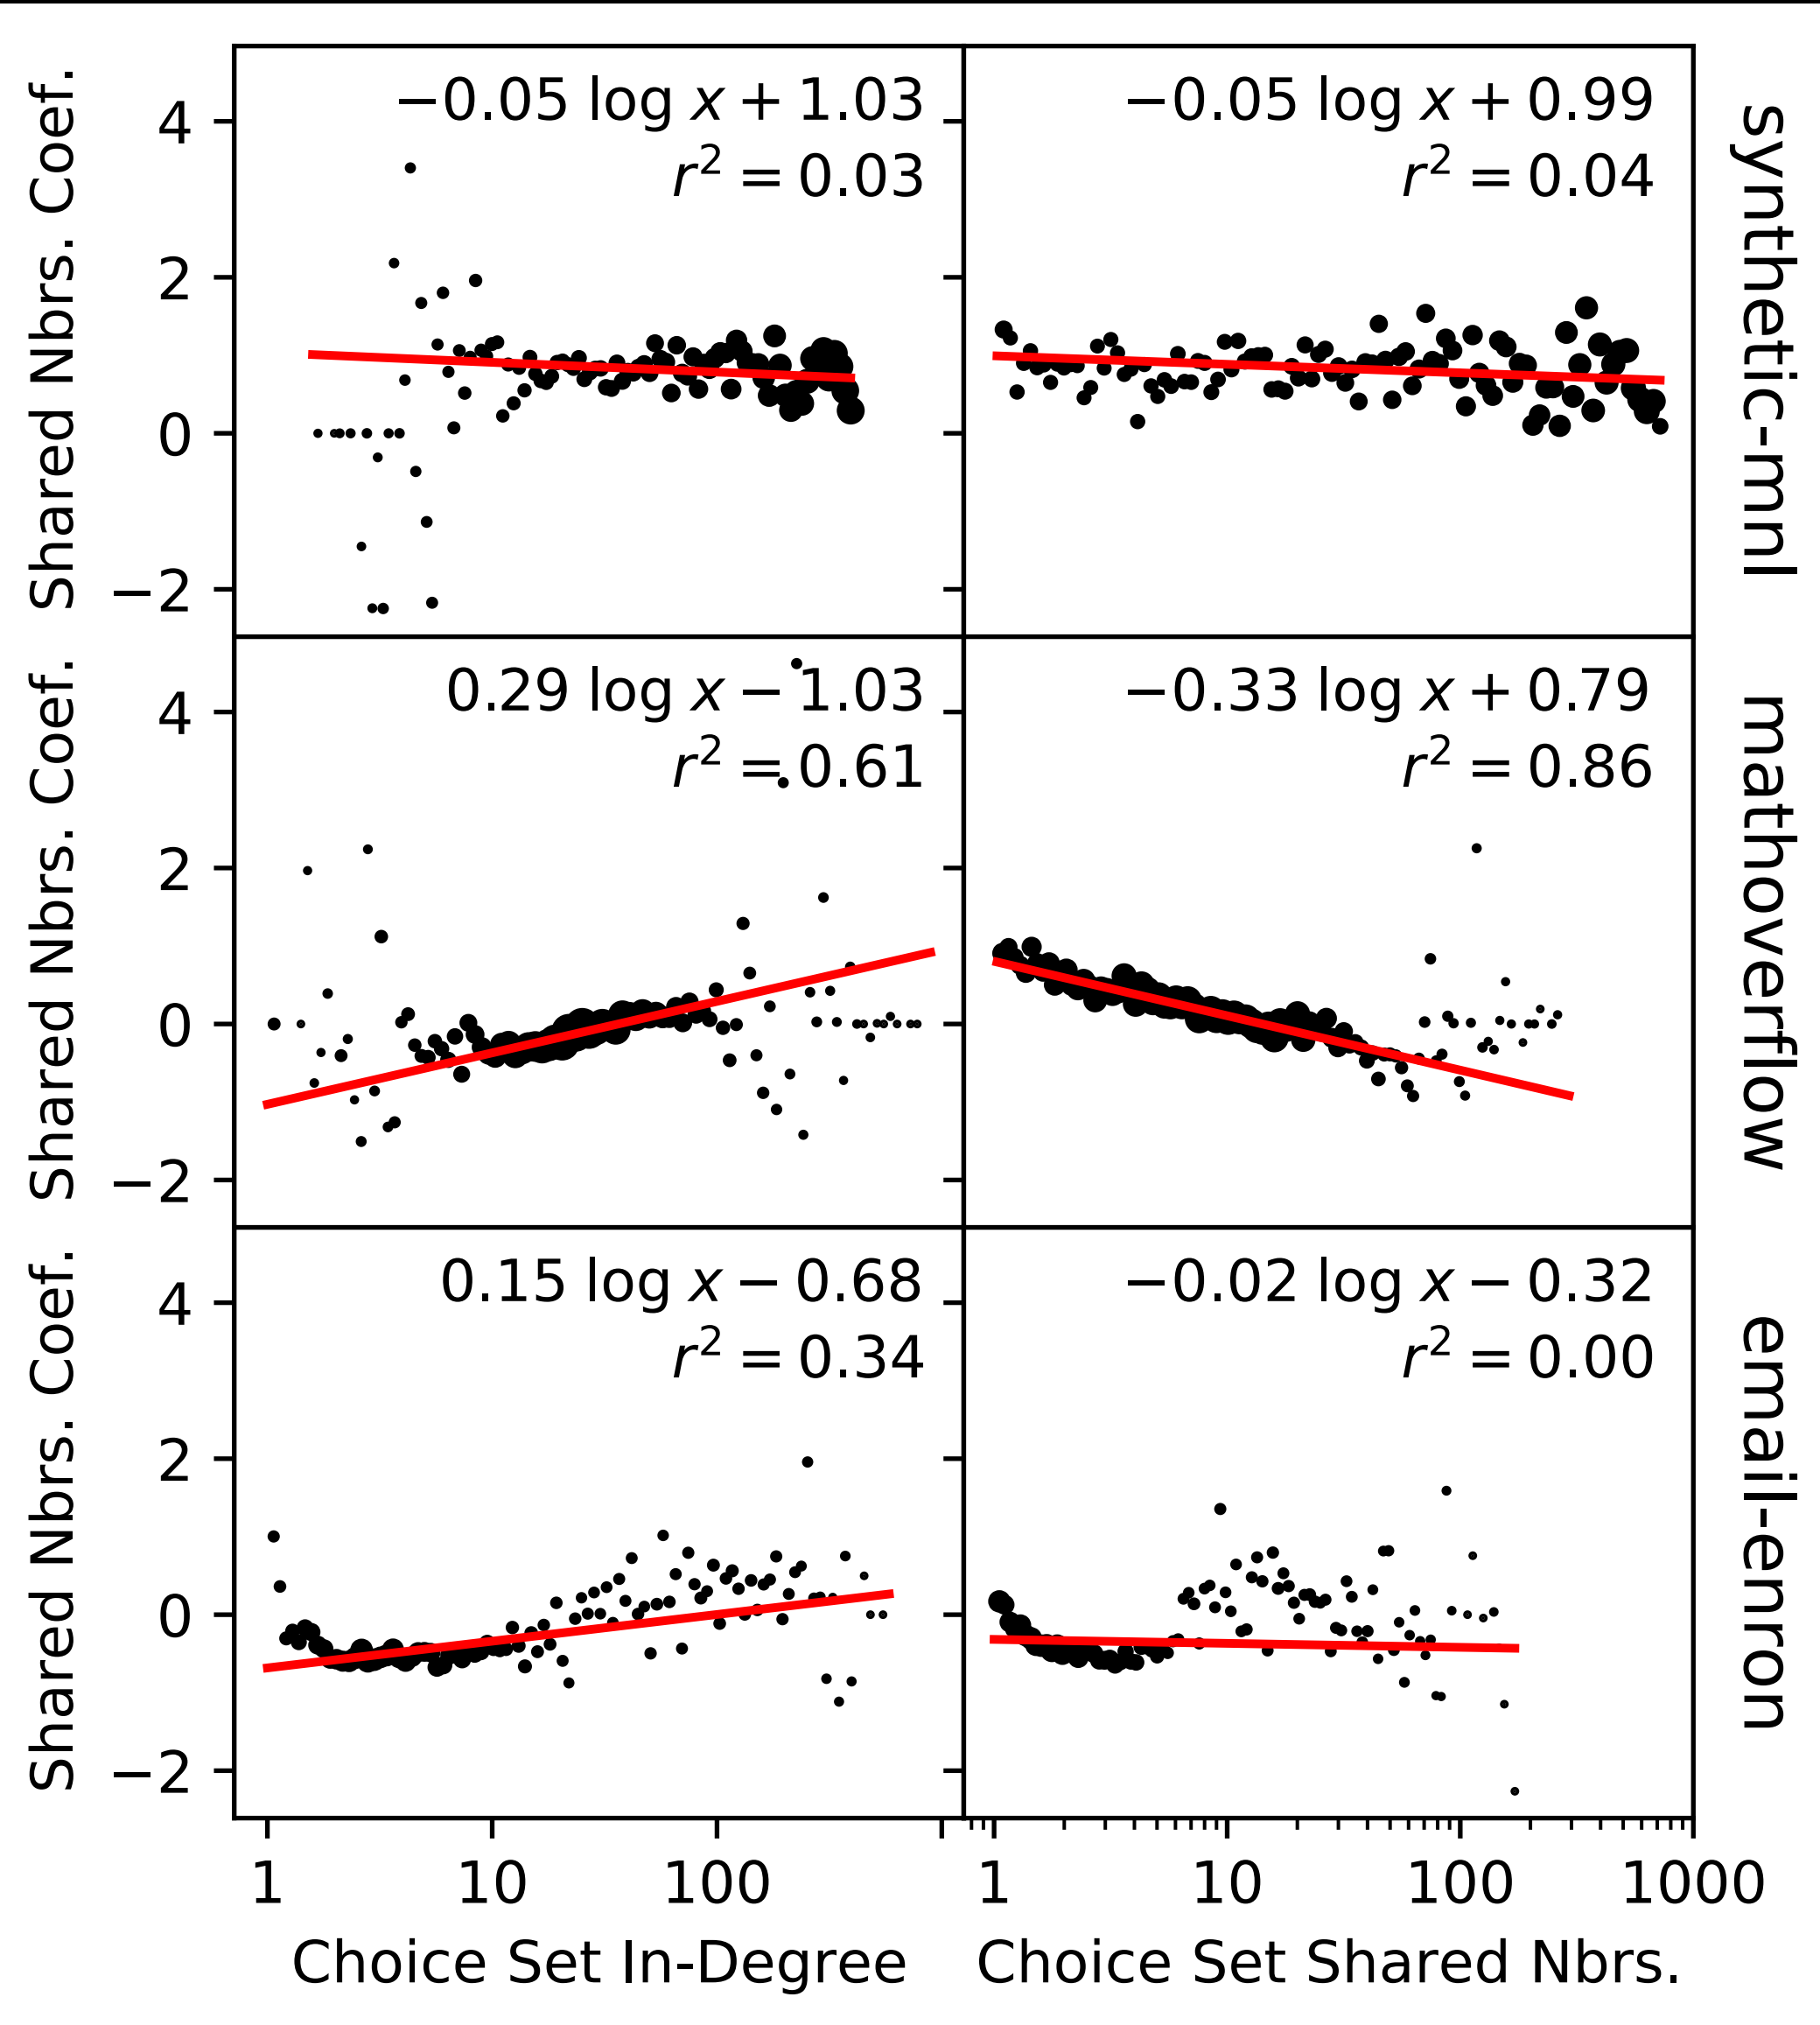 Shared Nbrs. Coef.
4
2
0
−2
−0.05 log x + 1.03
r² = 0.03
−0.05 log x + 0.99
r² = 0.04
synthetic-mnl
Shared Nbrs. Coef.
4
2
0
−2
0.29 log x − 1.03
r² = 0.61
−0.33 log x + 0.79
r² = 0.86
mathoverflow
Shared Nbrs. Coef.
4
2
0
−2
0.15 log x − 0.68
r² = 0.34
−0.02 log x − 0.32
r² = 0.00
email-enron
1 10 100
1 10 100 1000
Choice Set In-Degree
Choice Set Shared Nbrs.